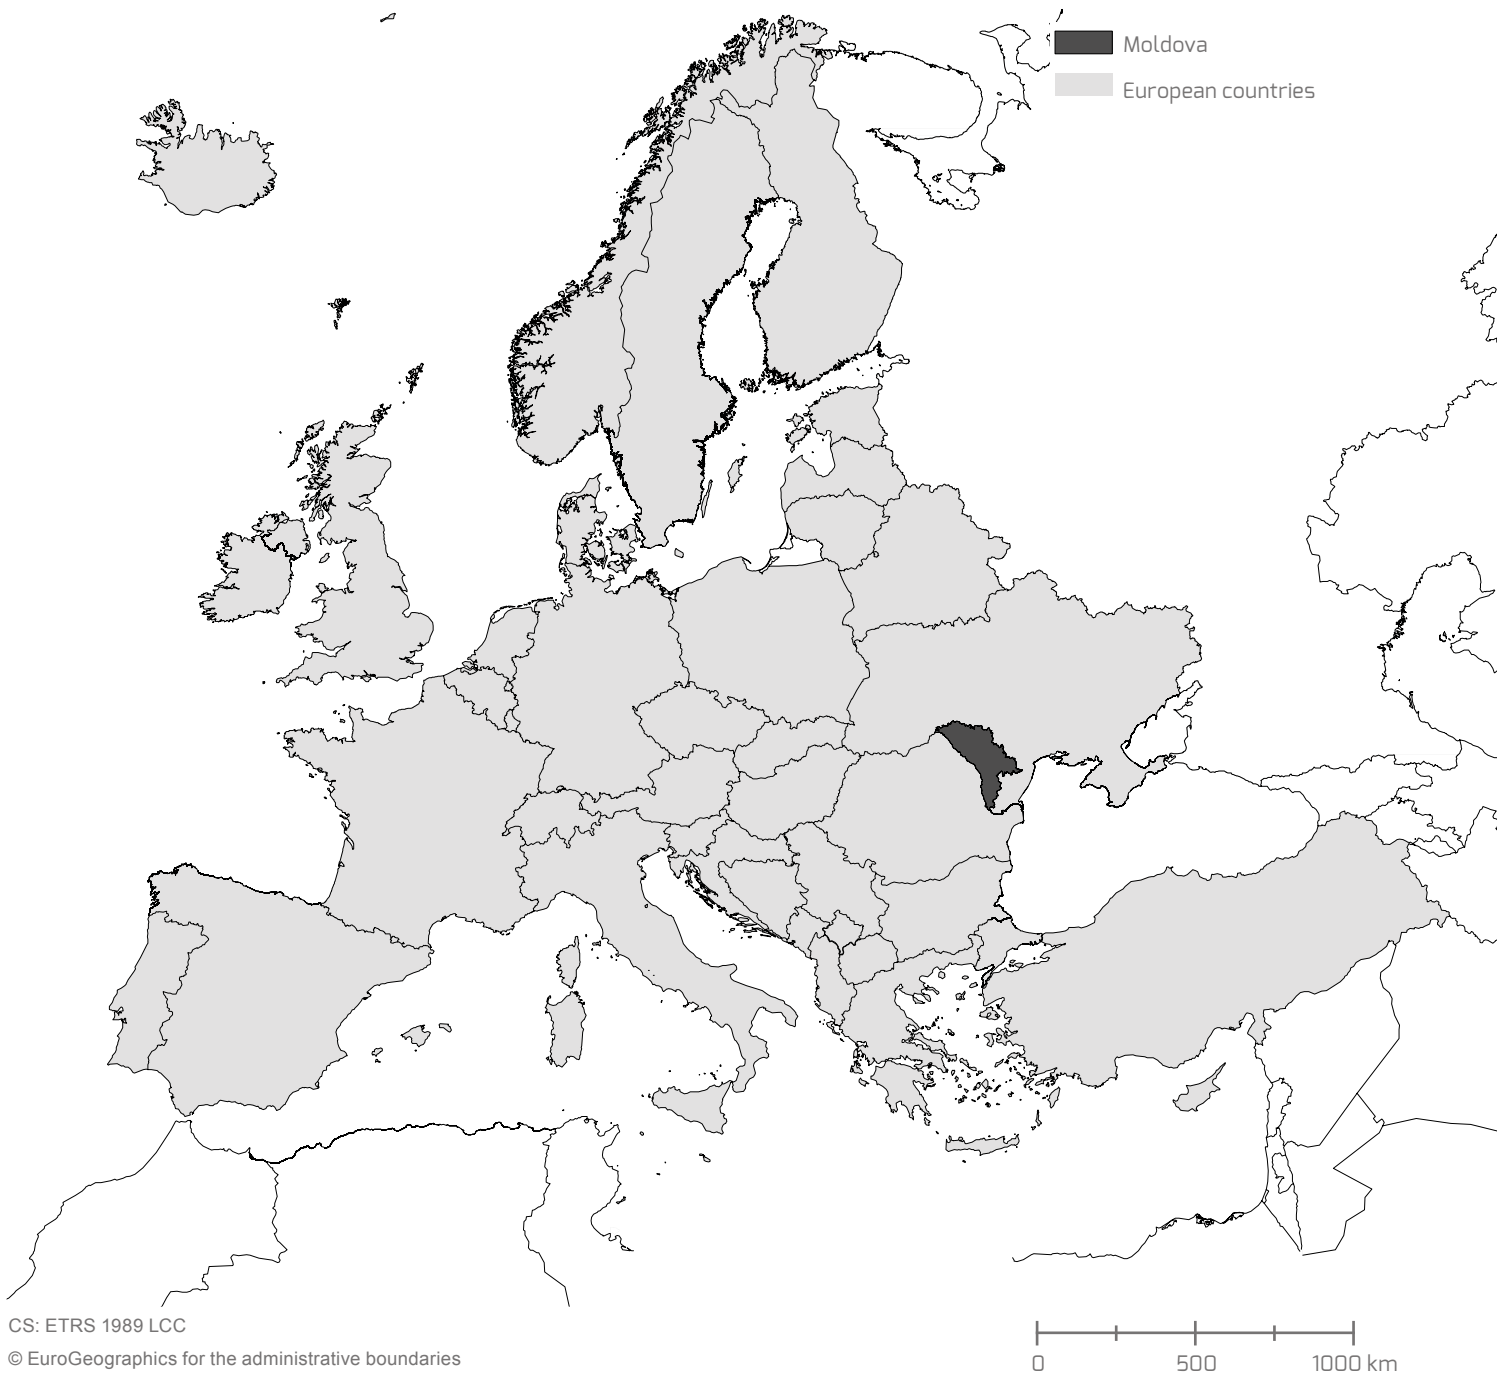 Moldova
European countries
CS: ETRS 1989 LCC
© EuroGeographics for the administrative boundaries
0 500 1000 km